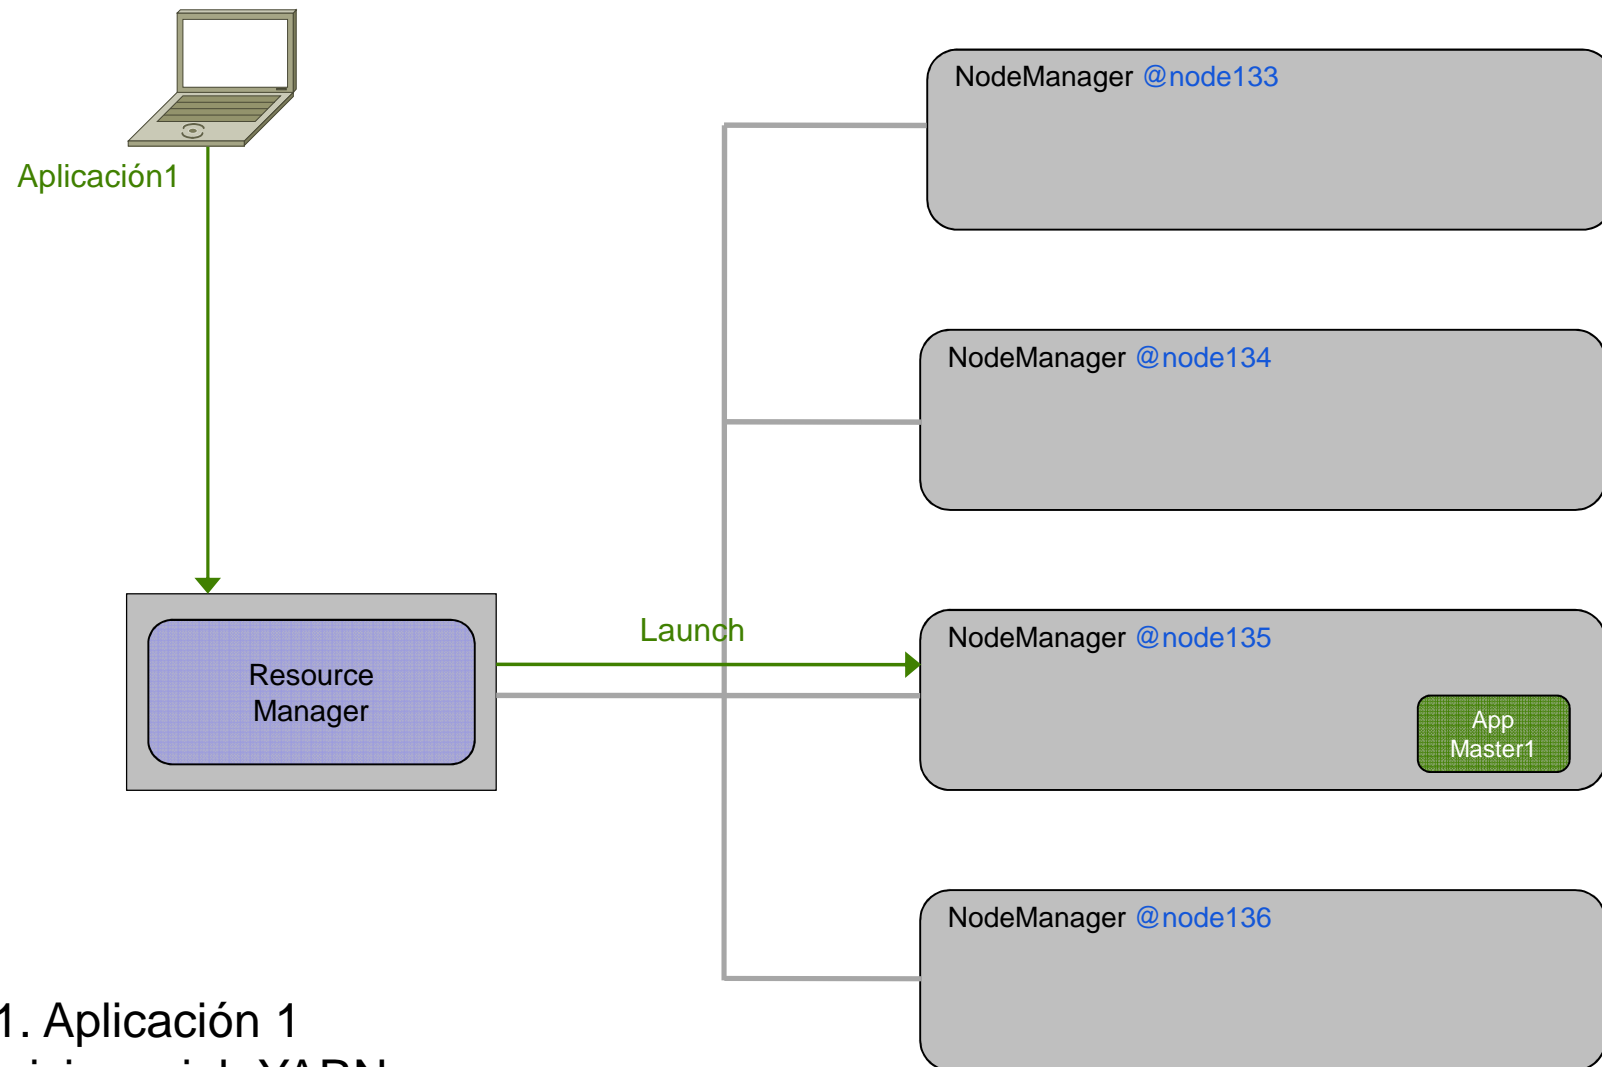 NodeManager @node133
Aplicación1
NodeManager @node134
Launch
NodeManager @node135
Resource
Manager
App
Master1
NodeManager @node136
1. Aplicación 1